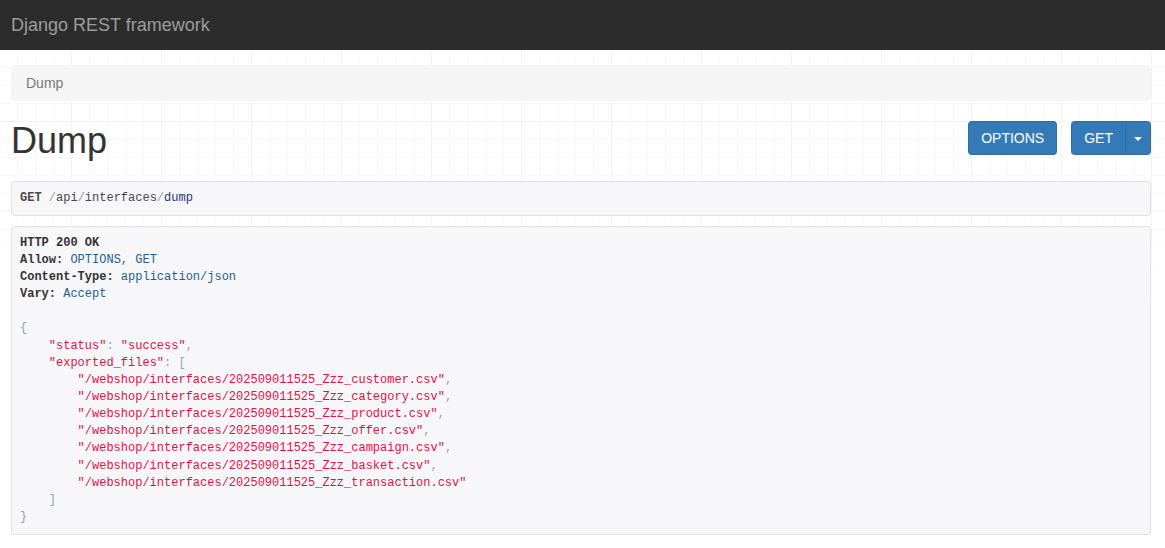 Django REST framework
Dump
Dump
OPTIONS GET
GET /api/interfaces/dump
HTTP 200 OK
Allow: OPTIONS, GET
Content-Type: application/json
Vary: Accept
{
    "status": "success",
    "exported_files": [
        "/webshop/interfaces/202509011525_Zzz_customer.csv",
        "/webshop/interfaces/202509011525_Zzz_category.csv",
        "/webshop/interfaces/202509011525_Zzz_product.csv",
        "/webshop/interfaces/202509011525_Zzz_offer.csv",
        "/webshop/interfaces/202509011525_Zzz_campaign.csv",
        "/webshop/interfaces/202509011525_Zzz_basket.csv",
        "/webshop/interfaces/202509011525_Zzz_transaction.csv"
    ]
}